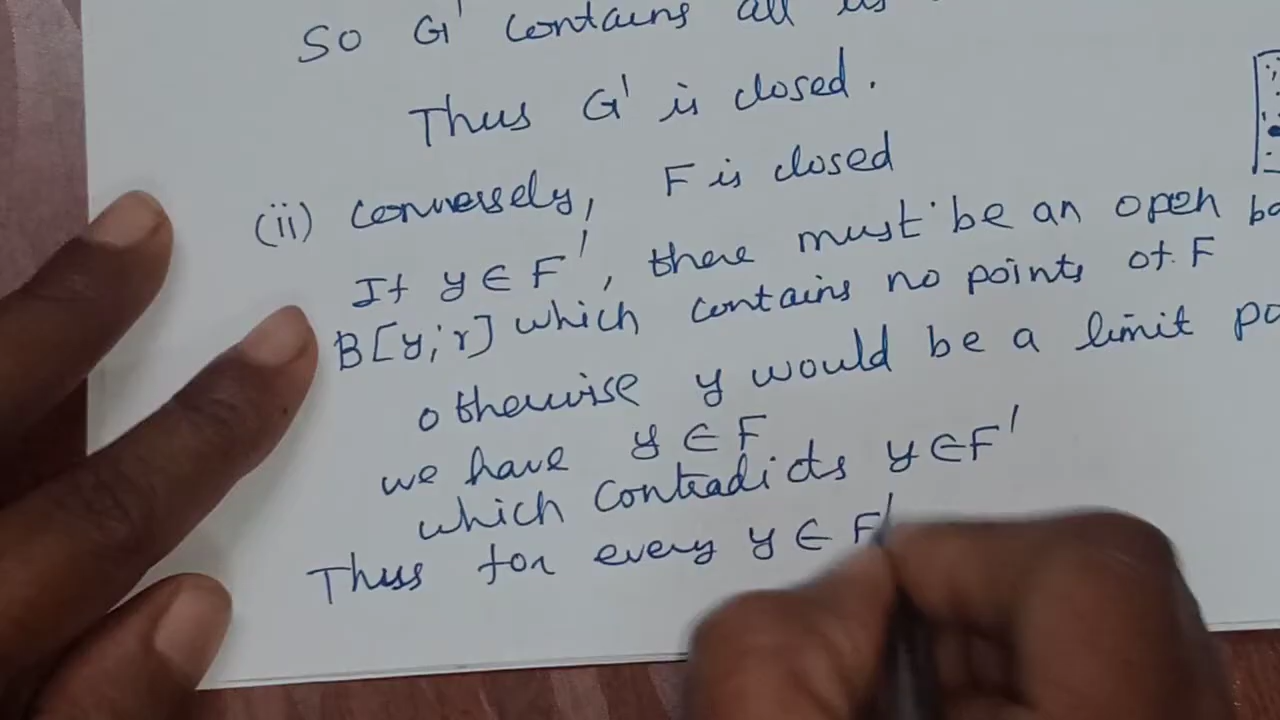 So G' contains all its
Thus G' is closed.
(ii) Conversely, F is closed
If y ∈ F', there must be an open
B[y; r] which contains no points of F
otherwise y would be a limit
we have y ∈ F
which contradicts y ∈ F'
Thus for every y ∈ F'